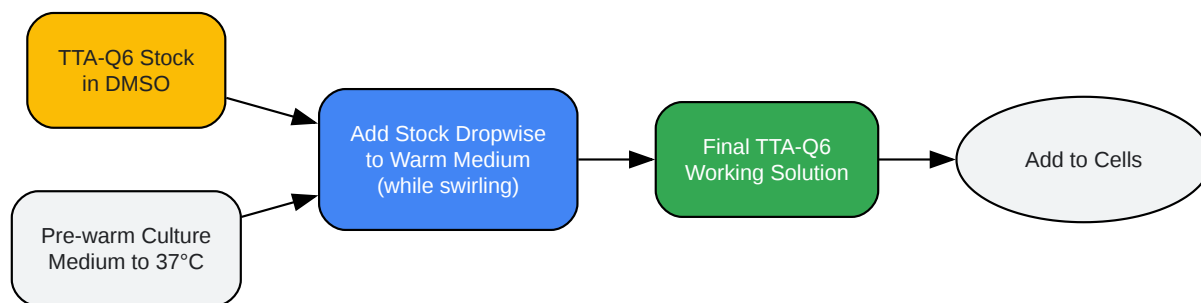 TTA-Q6 Stock
in DMSO
Pre-warm Culture
Medium to 37°C
Add Stock Dropwise
to Warm Medium
(while swirling)
Final TTA-Q6
Working Solution
Add to Cells